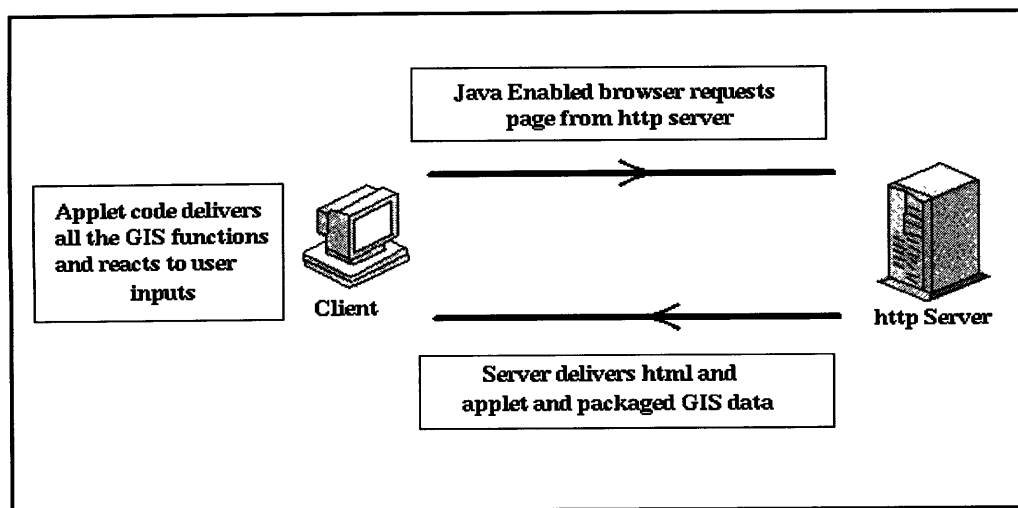 Java Enabled browser requests
page from http server
Applet code delivers
all the GIS functions
and reacts to user
inputs
Client
http Server
Server delivers html and
applet and packaged GIS data